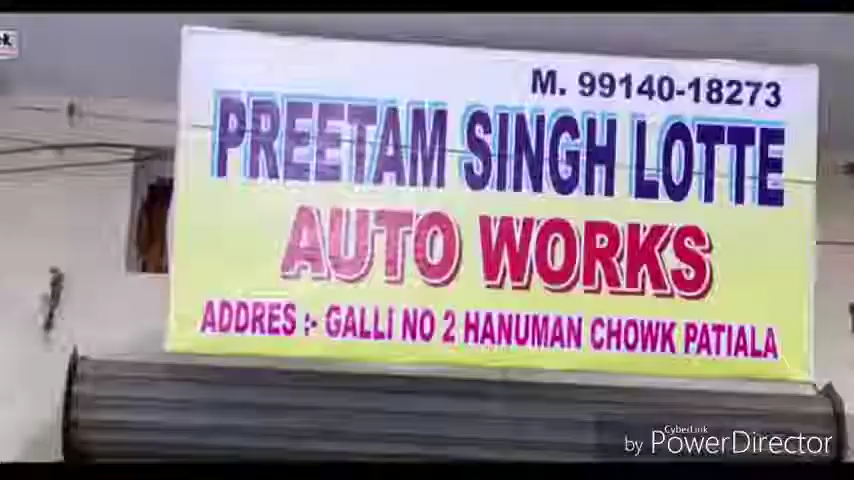 M. 99140-18273
PREETAM SINGH LOTTE
AUTO WORKS
ADDRES :- GALLI NO 2 HANUMAN CHOWK PATIALA
CyberLink
by PowerDirector